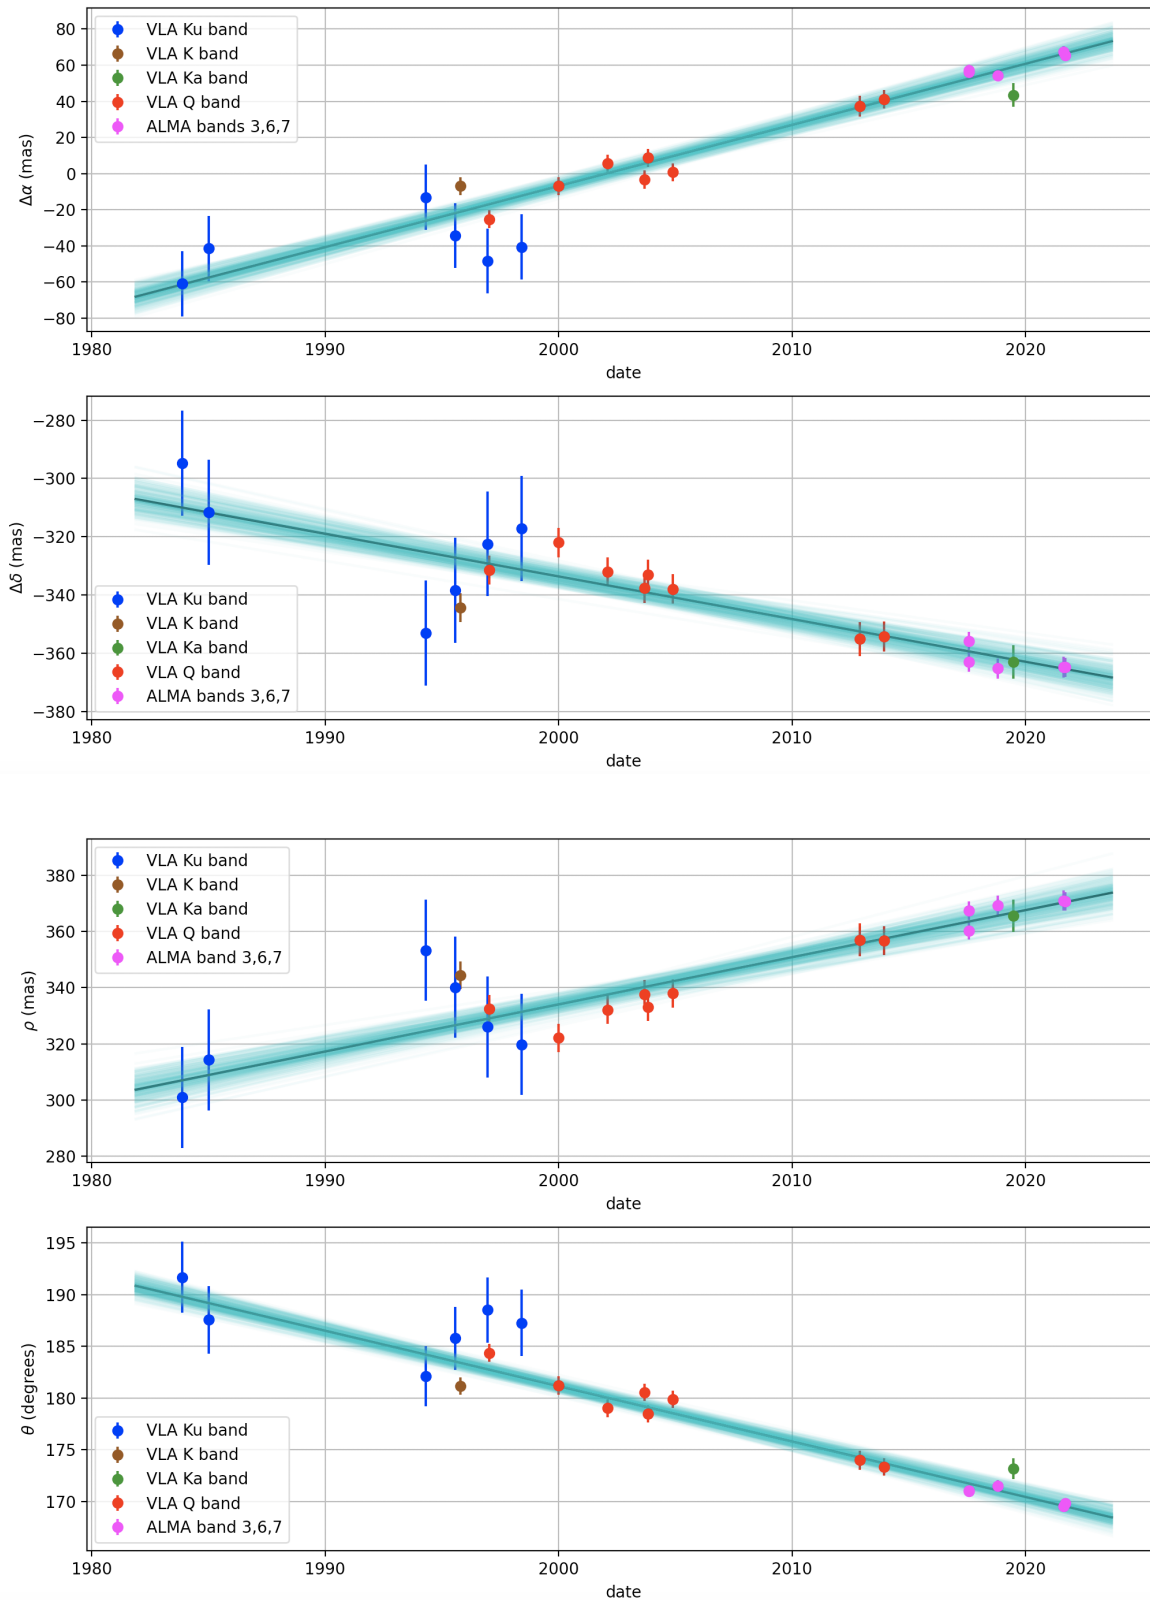 80
60
40
20
0
−20
−40
−60
−80
Δα (mas)
VLA Ku band
VLA K band
VLA Ka band
VLA Q band
ALMA bands 3,6,7
1980 1990 2000 2010 2020
date
−280
−300
−320
−340
−360
−380
Δδ (mas)
VLA Ku band
VLA K band
VLA Ka band
VLA Q band
ALMA bands 3,6,7
1980 1990 2000 2010 2020
date
380
360
340
320
300
280
ρ (mas)
VLA Ku band
VLA K band
VLA Ka band
VLA Q band
ALMA band 3,6,7
1980 1990 2000 2010 2020
date
195
190
185
180
175
170
θ (degrees)
VLA Ku band
VLA K band
VLA Ka band
VLA Q band
ALMA band 3,6,7
1980 1990 2000 2010 2020
date